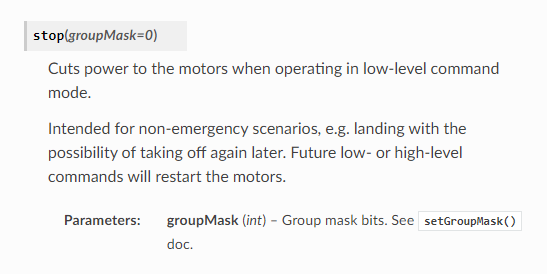 stop(groupMask=0)
Cuts power to the motors when operating in low-level command
mode.
Intended for non-emergency scenarios, e.g. landing with the
possibility of taking off again later. Future low- or high-level
commands will restart the motors.
Parameters: groupMask (int) – Group mask bits. See setGroupMask()
doc.